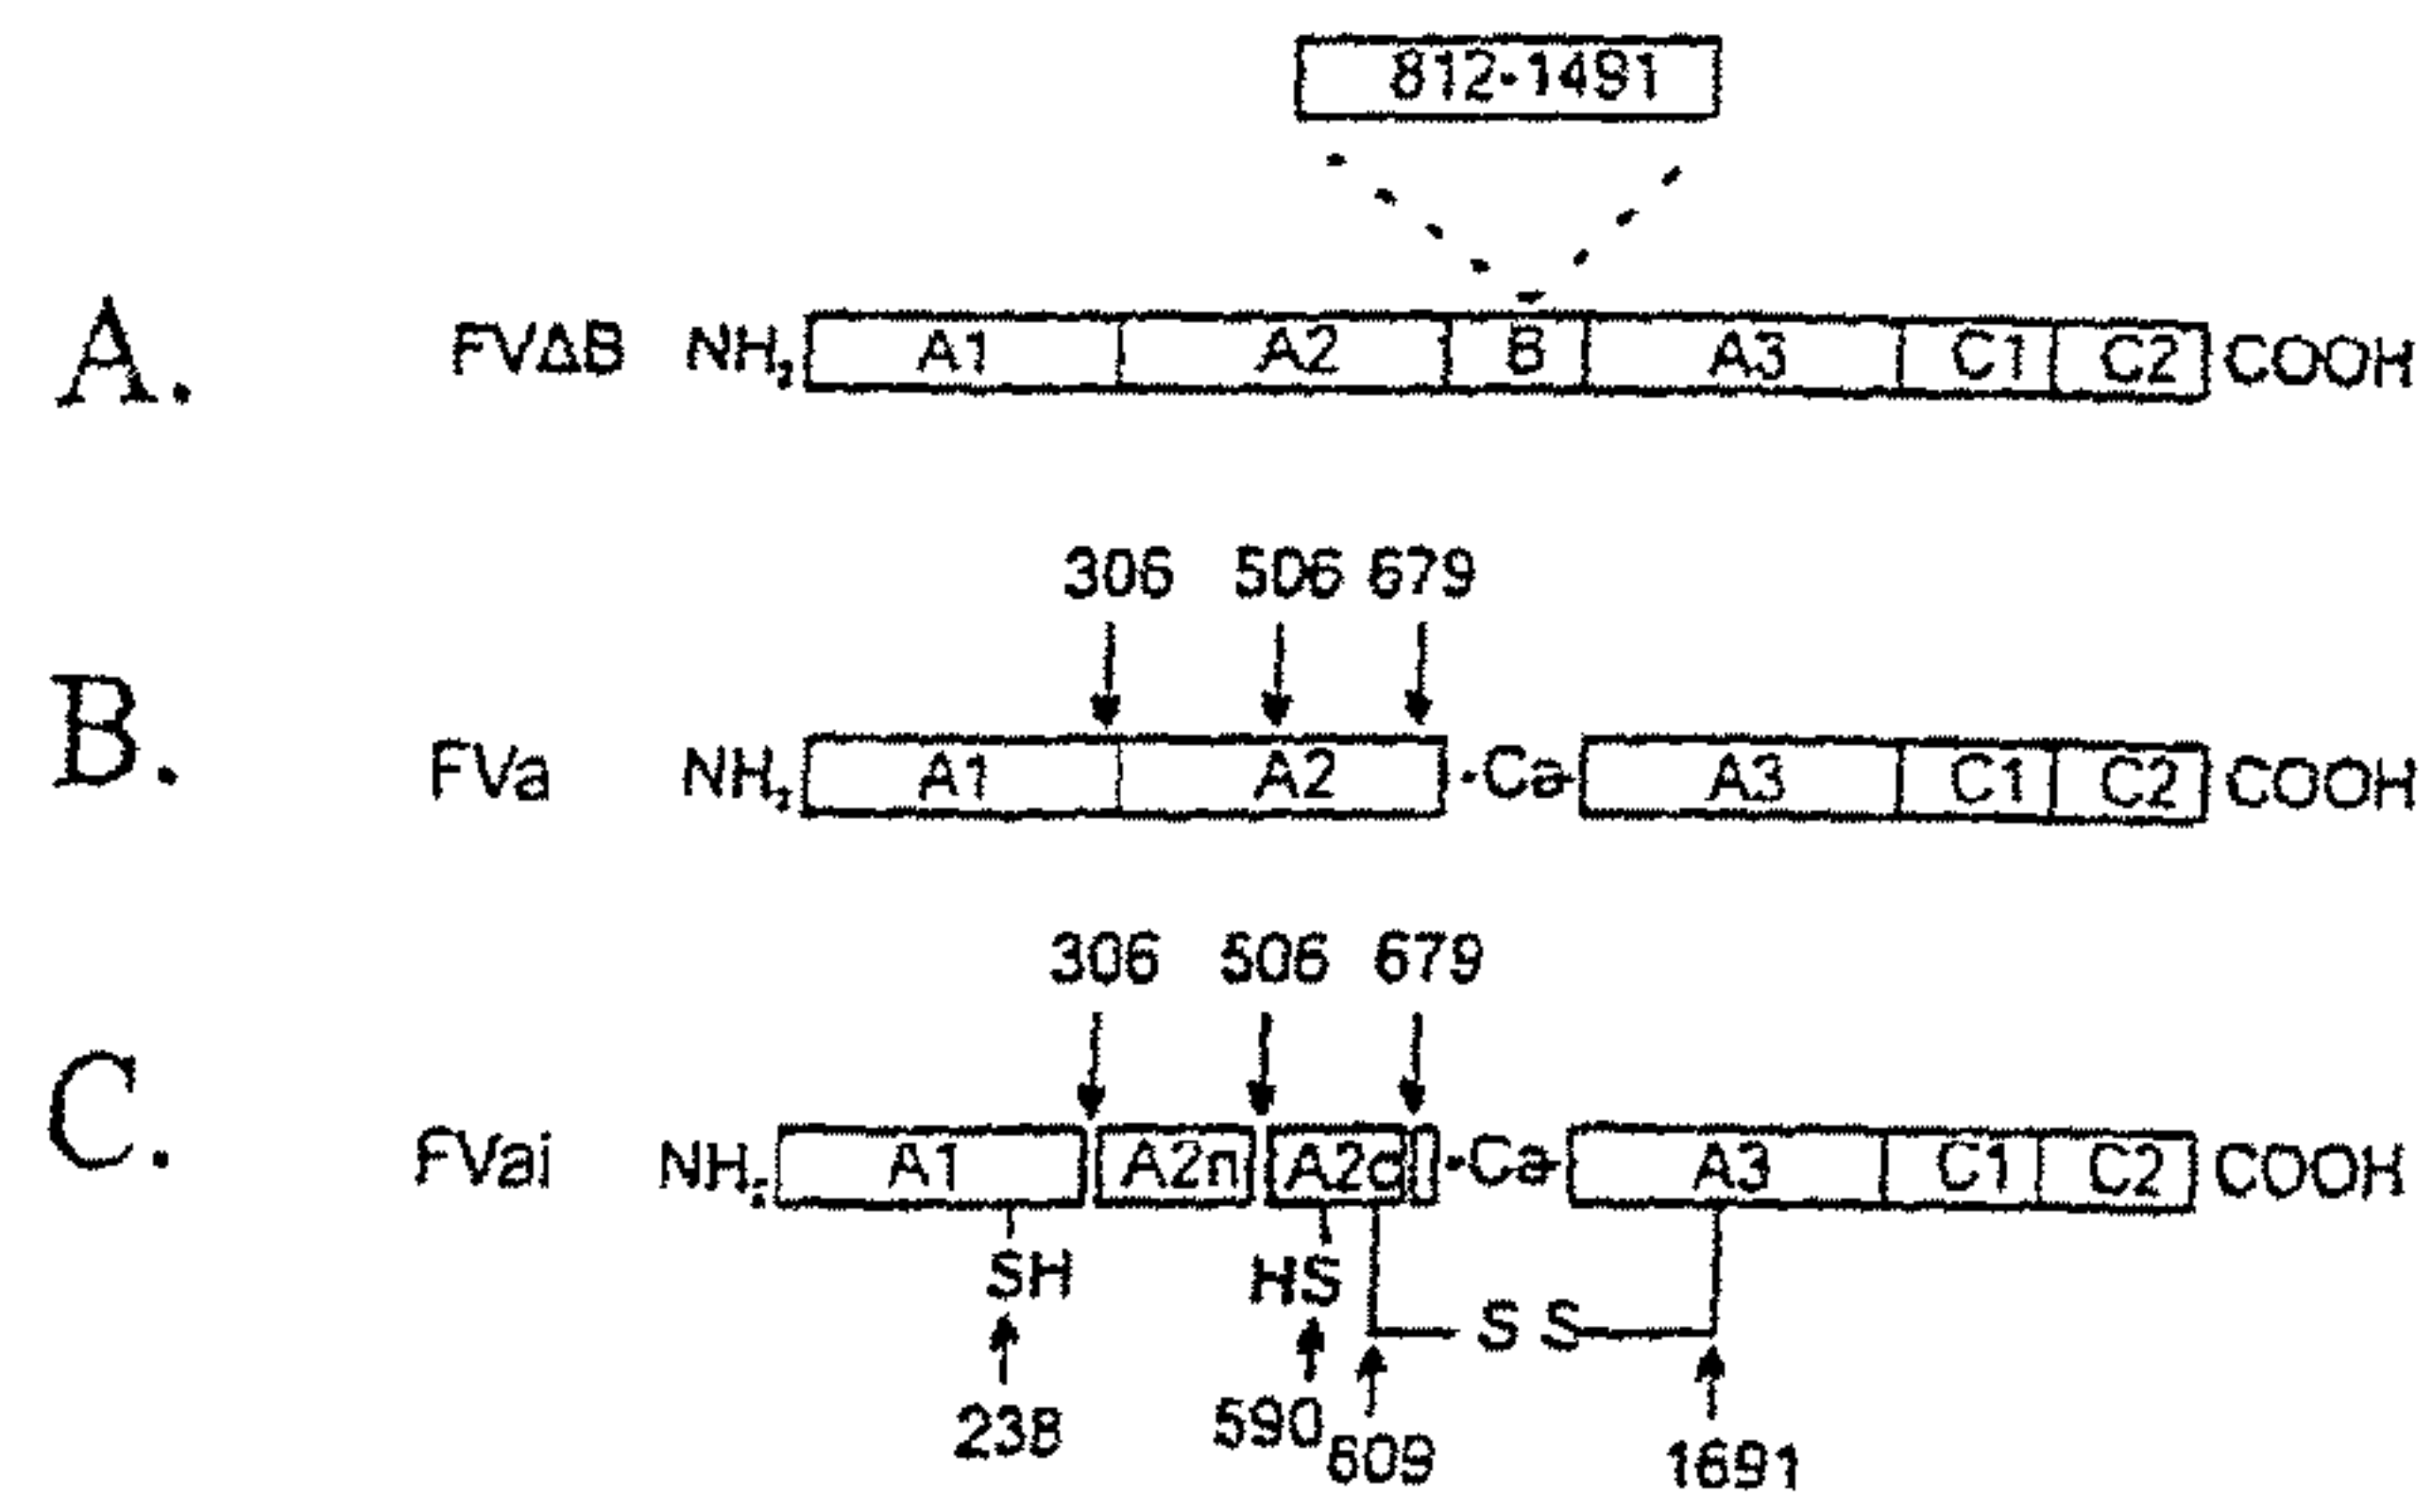 812-1491
A. FVΔB NH₂ A1 A2 B A3 C1 C2 COOH
306 506 679
B. FVa NH₂ A1 A2 ·Ca- A3 C1 C2 COOH
306 506 679
C. FVai NH₂ A1 A2n A2c ·Ca- A3 C1 C2 COOH
SH HS
S S
238 590 609 1691